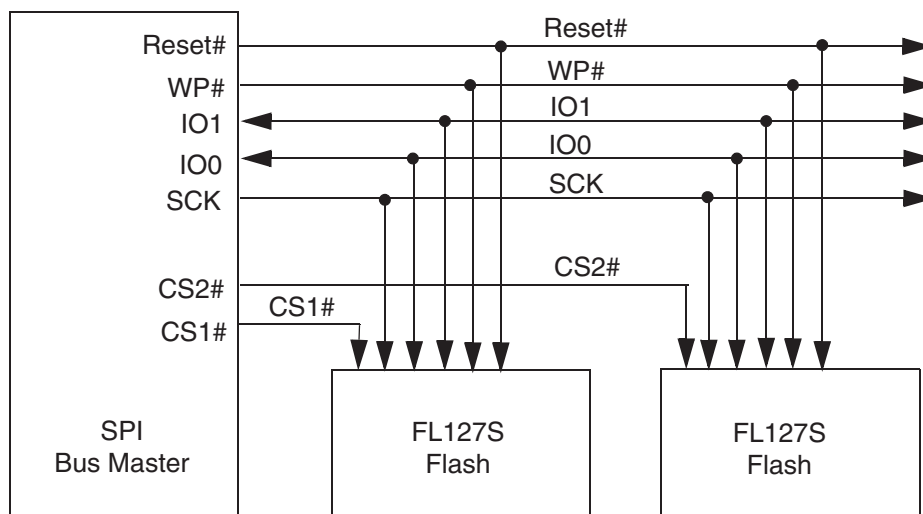 Reset#
Reset#
WP#
WP#
IO1
IO1
IO0
IO0
SCK
SCK
CS2#
CS2#
CS1#
CS1#
SPI
Bus Master
FL127S
Flash
FL127S
Flash